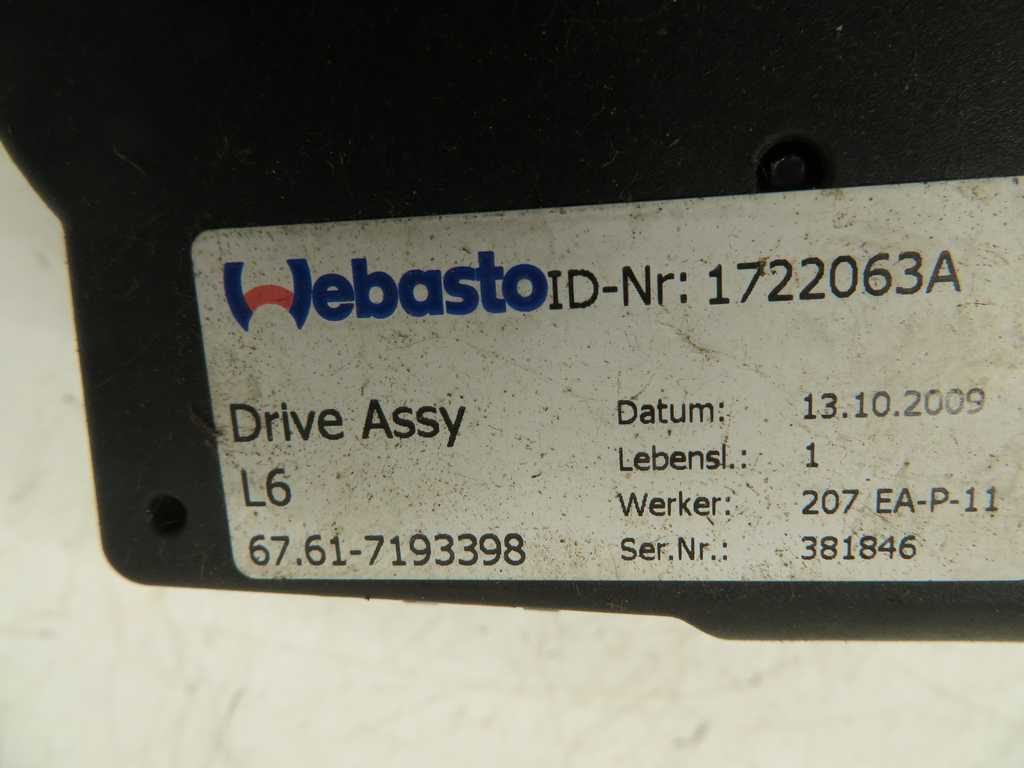 Webasto ID-Nr: 1722063A
Drive Assy
L6
67.61-7193398
Datum: 13.10.2009
Lebensl.: 1
Werker: 207 EA-P-11
Ser.Nr.: 381846